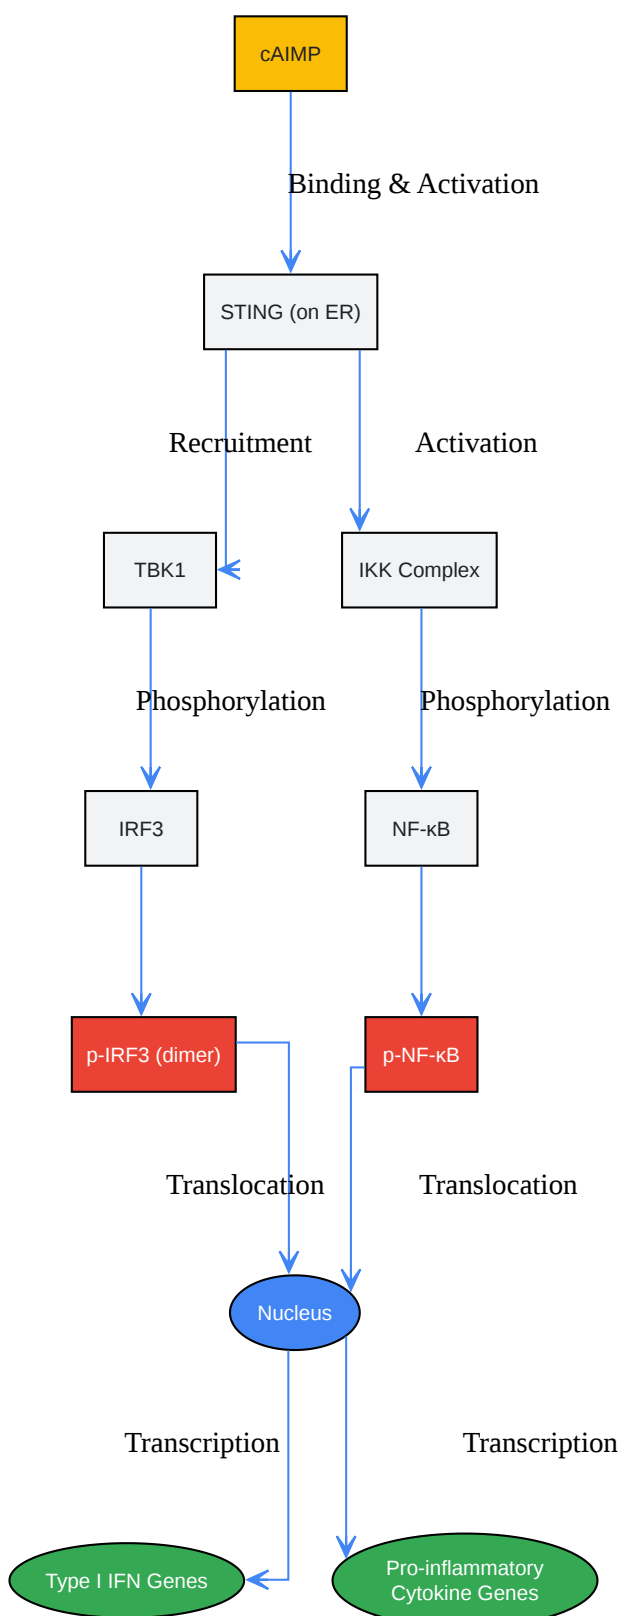 cAIMP
Binding & Activation
STING (on ER)
Recruitment
Activation
TBK1
IKK Complex
Phosphorylation
Phosphorylation
IRF3
NF-κB
p-IRF3 (dimer)
p-NF-κB
Translocation
Translocation
Nucleus
Transcription
Transcription
Type I IFN Genes
Pro-inflammatory
Cytokine Genes